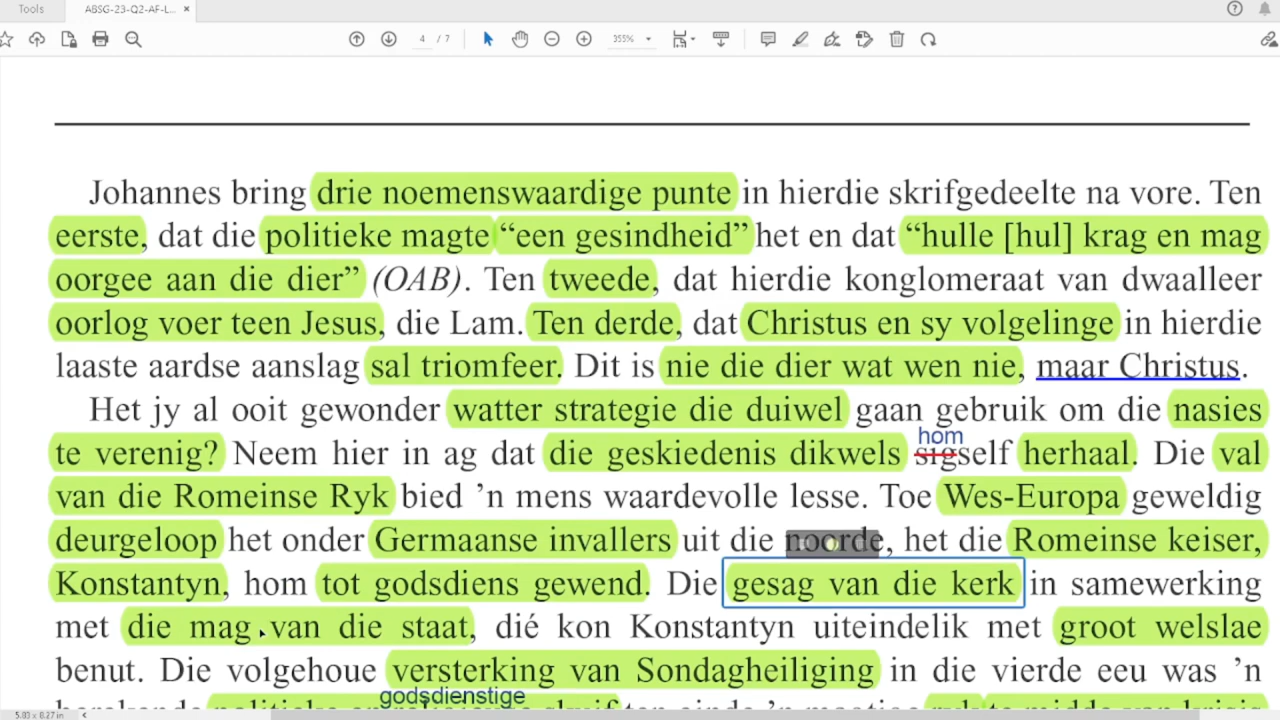 Tools
ABSG-23-Q2-AF-L... ×
4 / 7
355%
Johannes bring drie noemenswaardige punte in hierdie skrifgedeelte na vore. Ten
eerste, dat die politieke magte “een gesindheid” het en dat “hulle [hul] krag en mag
oorgee aan die dier” (OAB). Ten tweede, dat hierdie konglomeraat van dwaalleer
oorlog voer teen Jesus, die Lam. Ten derde, dat Christus en sy volgelinge in hierdie
laaste aardse aanslag sal triomfeer. Dit is nie die dier wat wen nie, maar Christus.
Het jy al ooit gewonder watter strategie die duiwel gaan gebruik om die nasies
hom
te verenig? Neem hier in ag dat die geskiedenis dikwels sigself herhaal. Die val
van die Romeinse Ryk bied ’n mens waardevolle lesse. Toe Wes-Europa geweldig
deurgeloop het onder Germaanse invallers uit die noorde, het die Romeinse keiser,
Konstantyn, hom tot godsdiens gewend. Die gesag van die kerk in samewerking
met die mag van die staat, dié kon Konstantyn uiteindelik met groot welslae
benut. Die volgehoue versterking van Sondagheiliging in die vierde eeu was ’n
godsdienstige
5.83 x 8.27 in